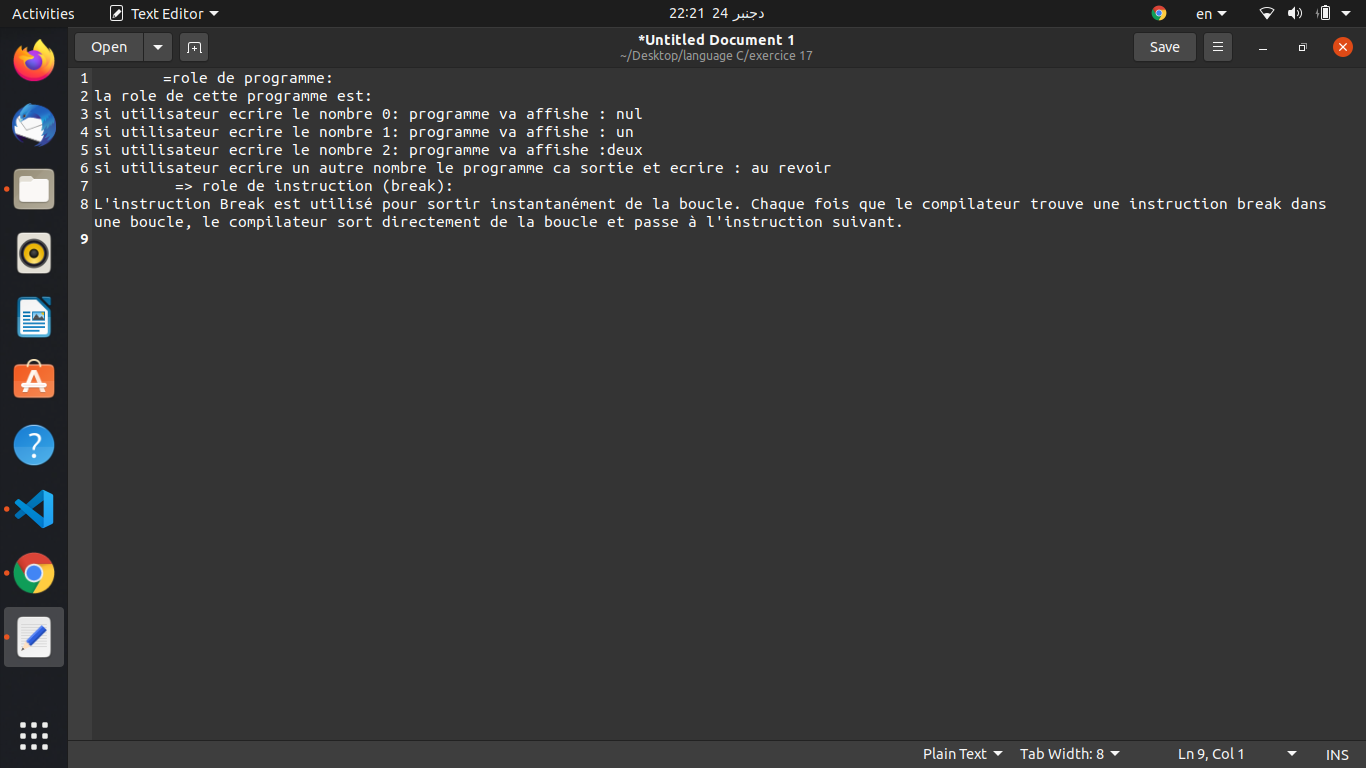 Activities
Text Editor
22:21 24 دجنبر
en
Open
*Untitled Document 1
~/Desktop/language C/exercice 17
Save
1 =role de programme:
2 la role de cette programme est:
3 si utilisateur ecrire le nombre 0: programme va affishe : nul
4 si utilisateur ecrire le nombre 1: programme va affishe : un
5 si utilisateur ecrire le nombre 2: programme va affishe :deux
6 si utilisateur ecrire un autre nombre le programme ca sortie et ecrire : au revoir
7 => role de instruction (break):
8 L'instruction Break est utilisé pour sortir instantanément de la boucle. Chaque fois que le compilateur trouve une instruction break dans
une boucle, le compilateur sort directement de la boucle et passe à l'instruction suivant.
9
Plain Text
Tab Width: 8
Ln 9, Col 1
INS